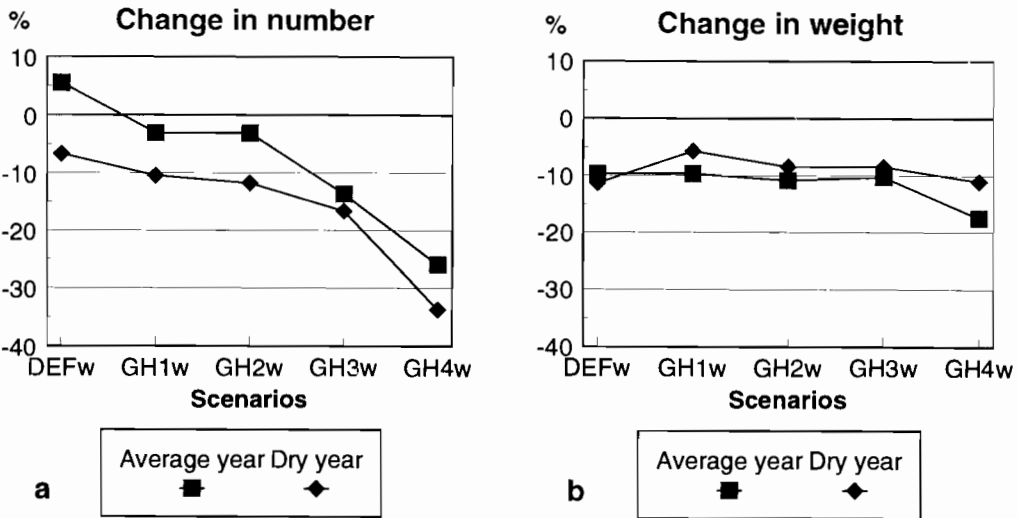 % Change in number
10
0
-10
-20
-30
-40
DEFw GH1w GH2w GH3w GH4w
Scenarios
Average year Dry year
a
% Change in weight
10
0
-10
-20
-30
-40
DEFw GH1w GH2w GH3w GH4w
Scenarios
Average year Dry year
b